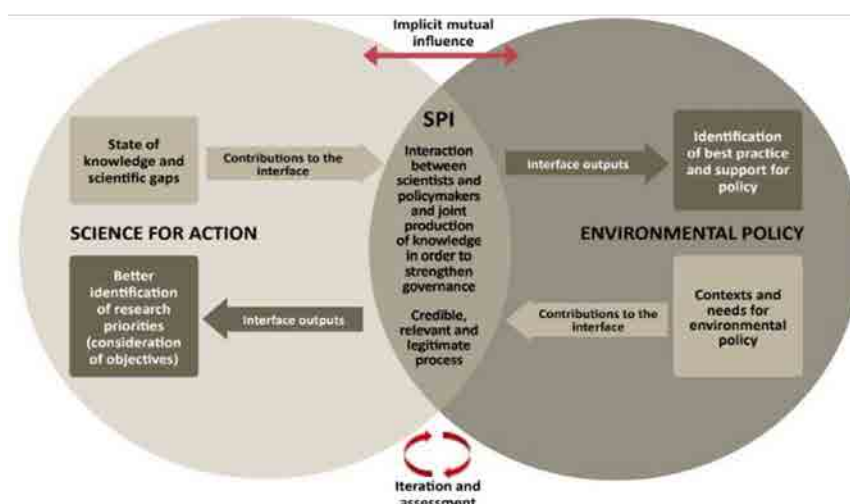 Implicit mutual
influence
SPI
State of
knowledge and
scientific gaps
Contributions to the
interface
Interaction
between
scientists and
policymakers
and joint
production
of knowledge
in order to
strengthen
governance
Interface outputs
Identification
of best practice
and support for
policy
SCIENCE FOR ACTION
ENVIRONMENTAL POLICY
Better
identification
of research
priorities
(consideration
of objectives)
Interface outputs
Credible,
relevant and
legitimate
process
Contributions to the
interface
Contexts and
needs for
environmental
policy
Iteration and
assessment